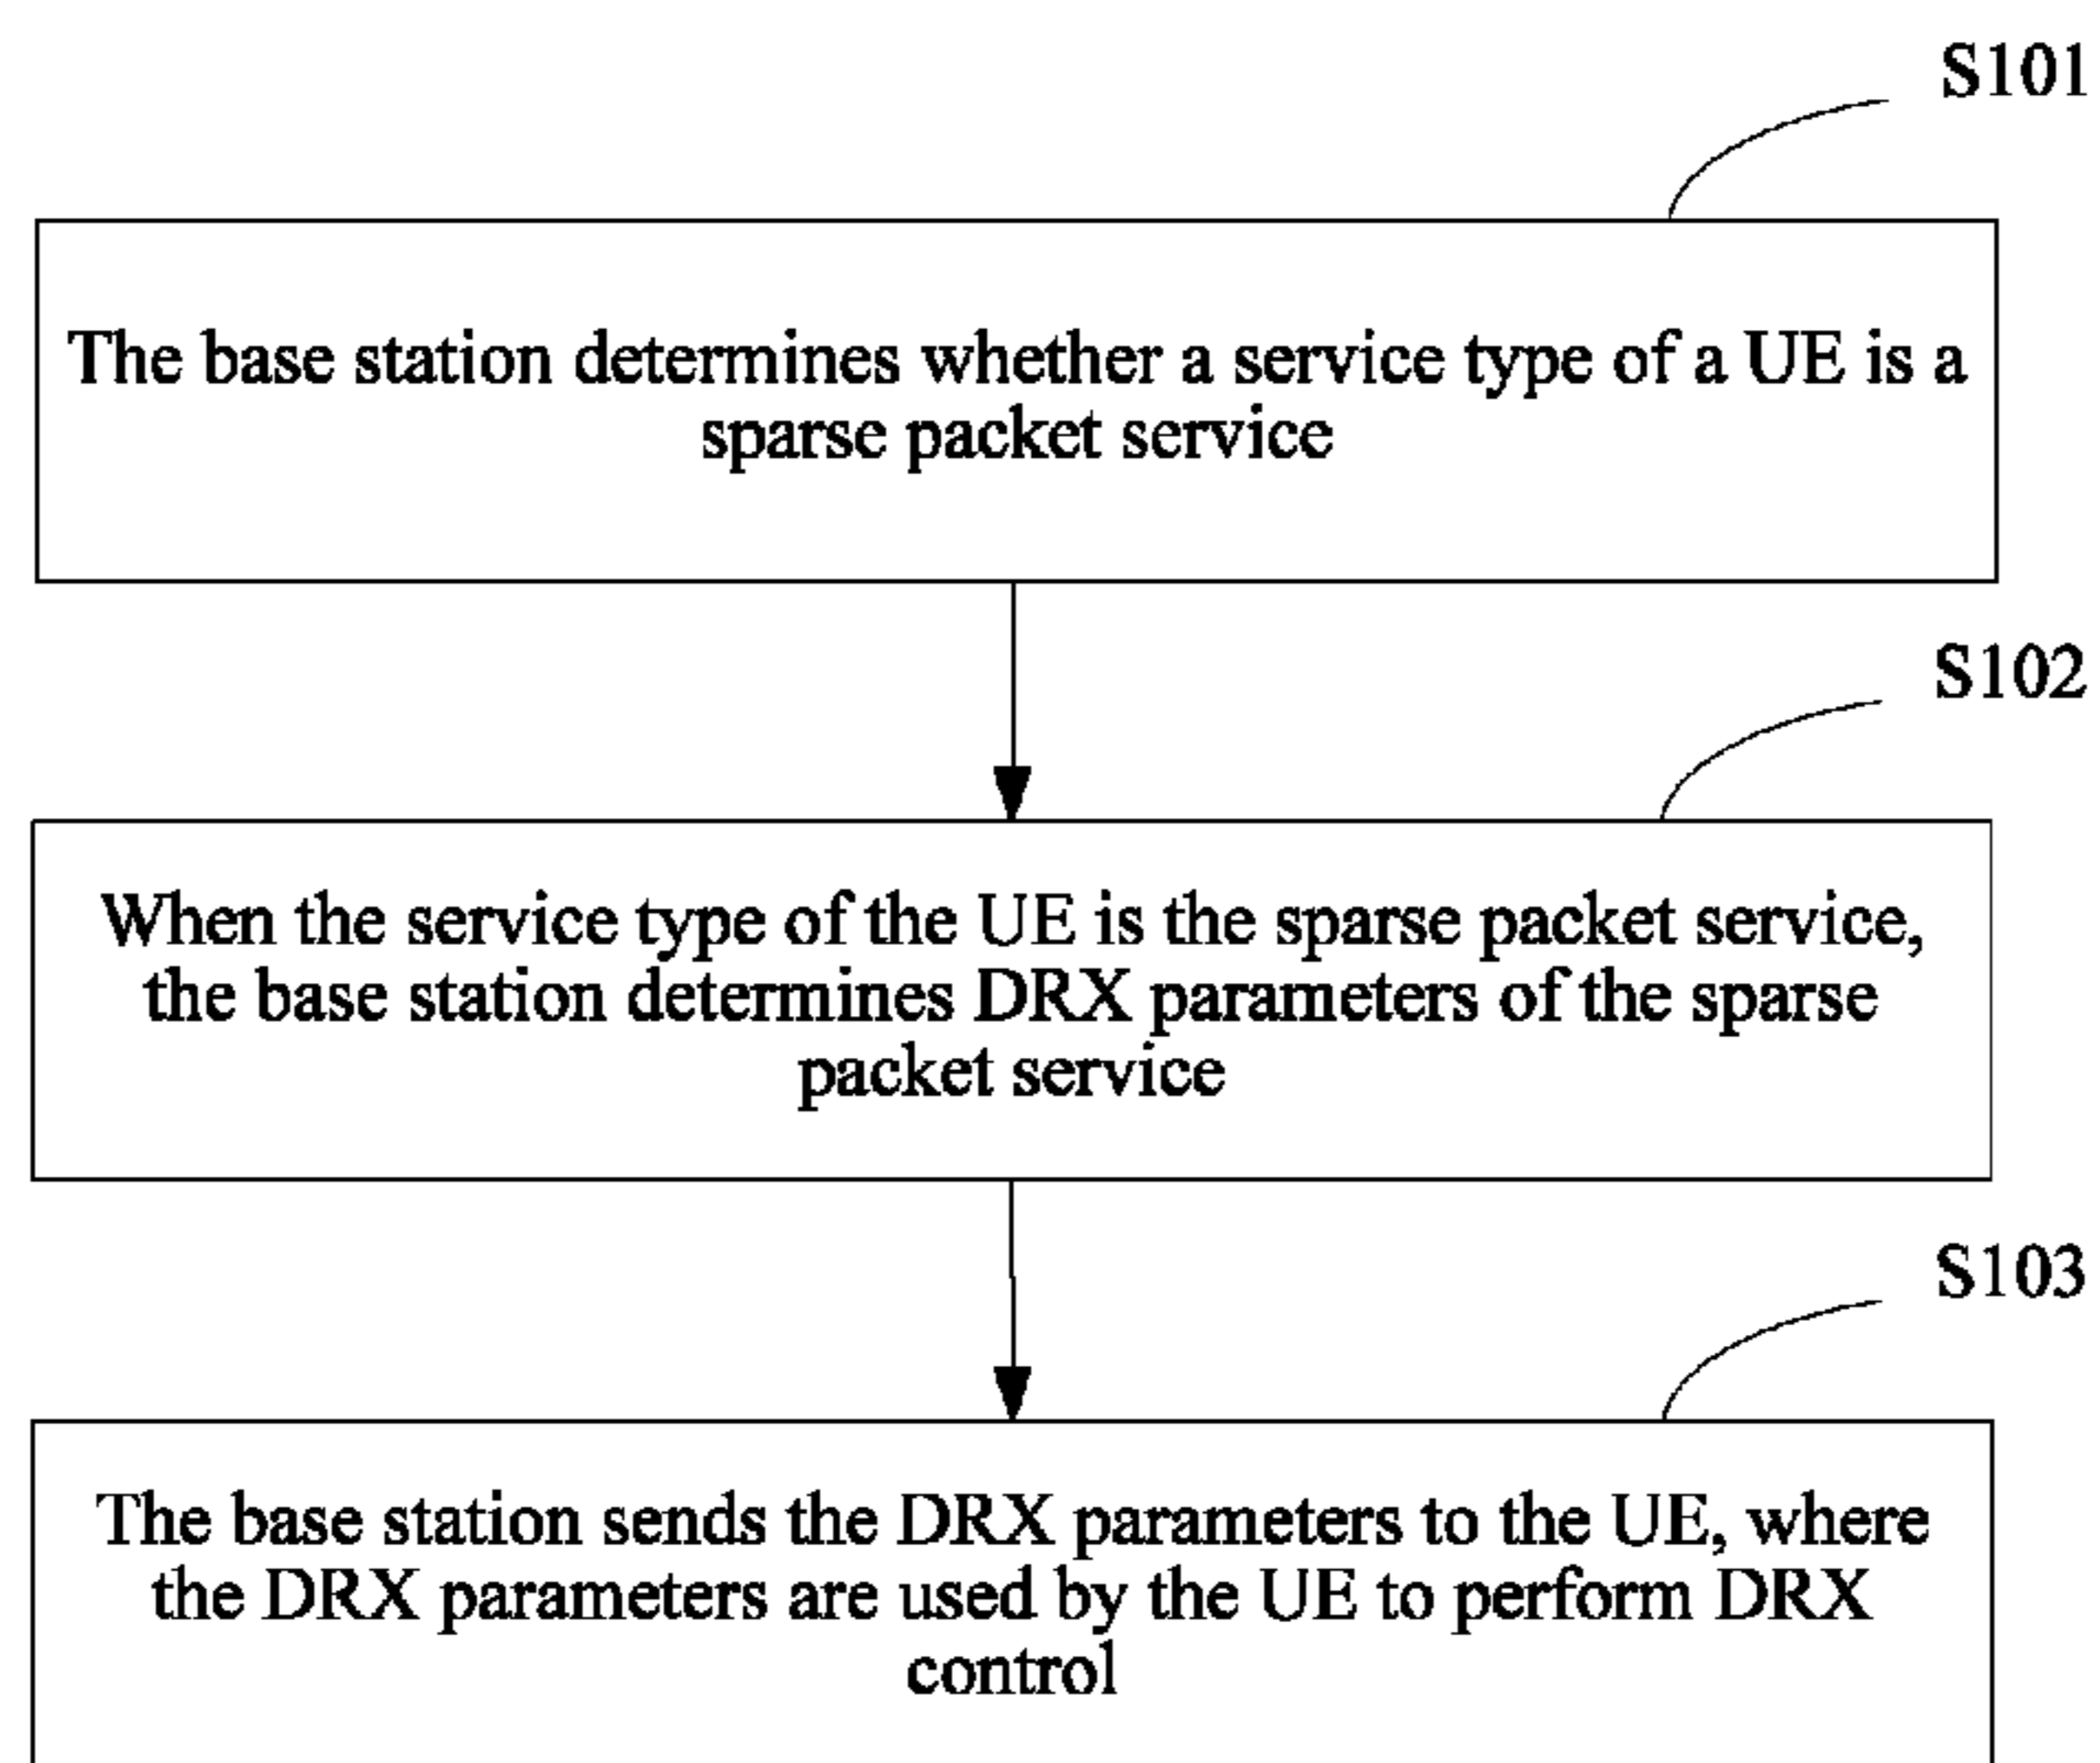 S101
The base station determines whether a service type of a UE is a
sparse packet service
S102
When the service type of the UE is the sparse packet service,
the base station determines DRX parameters of the sparse
packet service
S103
The base station sends the DRX parameters to the UE, where
the DRX parameters are used by the UE to perform DRX
control